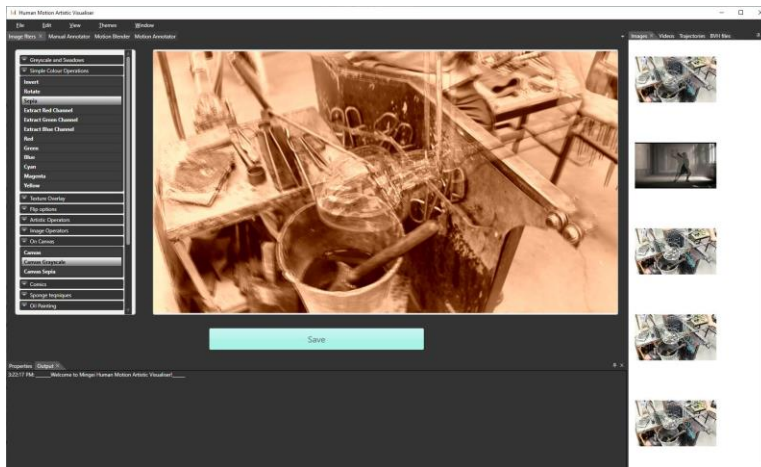 Human Motion Artistic Visualiser
File Edit View Themes Window
Image filters × Manual Annotator Motion Blender Motion Annotator
Images × Videos Trajectories BVH files
Greyscale and Seadows
Simple Colour Operations
Invert
Rotate
Sepia
Extract Red Channel
Extract Green Channel
Extract Blue Channel
Red
Green
Blue
Cyan
Magenta
Yellow
Texture Overlay
Flip options
Artistic Operators
Image Operators
On Canvas
Canvas
Canvas Grayscale
Canvas Sepia
Comics
Sponge teqniques
Oil Painting
Save
Properties Output ×
3:22:17 PM: _____Welcome to Mingei Human Motion Artistic Visualiser!_____